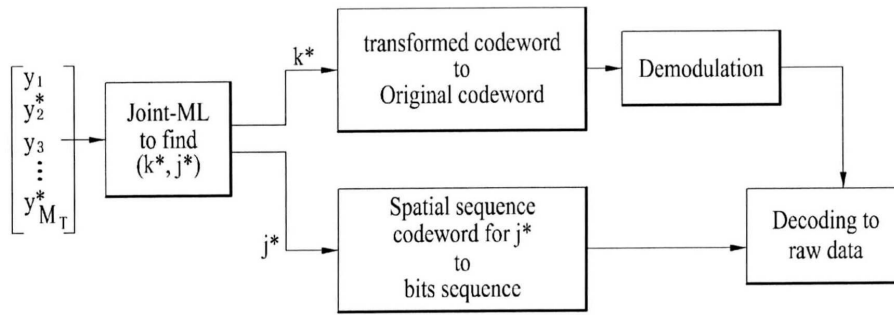 y1
y2*
y3
⋮
y*MT
Joint-ML
to find
(k*, j*)
k*
j*
transformed codeword
to
Original codeword
Demodulation
Spatial sequence
codeword for j*
to
bits sequence
Decoding to
raw data